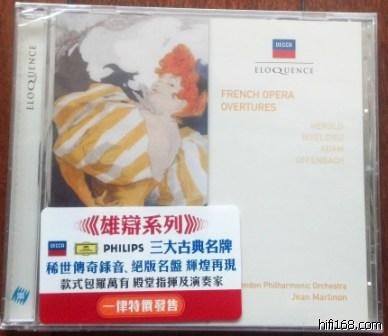 DECCA
ELOQUENCE
ELOQUENCE
FRENCH OPERA
OVERTURES
HEROLD
BOIELDIEU
ADAM
OFFENBACH
《雄辯系列》
DECCA PHILIPS 三大古典名牌
稀世傳奇錄音、絕版名盤 輝煌再現
款式包羅萬有 殿堂指揮及演奏家
一律特價發售
London Philharmonic Orchestra
Jean Martinon
hifi168.com